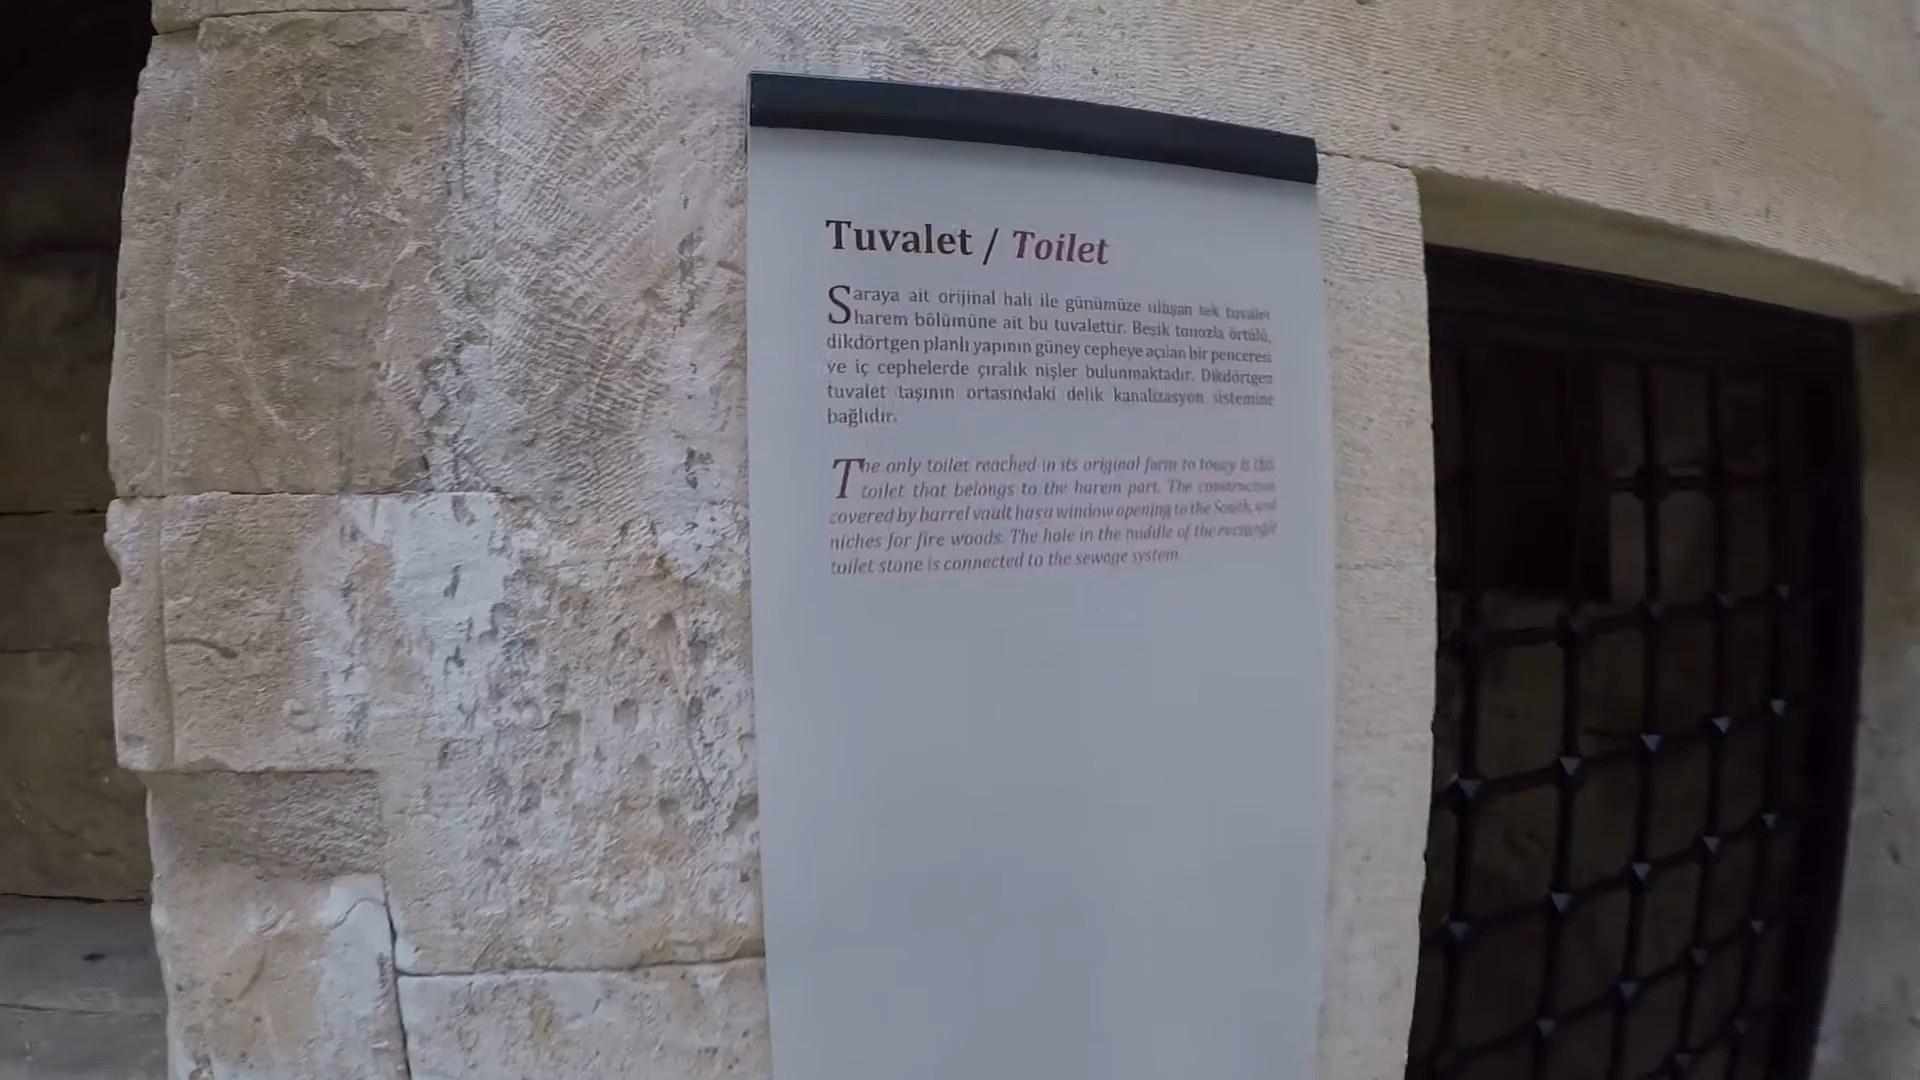 Tuvalet / Toilet
Saraya ait orijinal hali ile günümüze ulaşan tek tuvalet
harem bölümüne ait bu tuvalettir. Beşik tonozla örtülü,
dikdörtgen planlı yapının güney cepheye açılan bir penceresi
ve iç cephelerde çıralık nişler bulunmaktadır. Dikdörtgen
tuvalet taşının ortasındaki delik kanalizasyon sistemine
bağlıdır.
The only toilet reached in its original form to today is this
toilet that belongs to the harem part. The construction
covered by barrel vault has a window opening to the South, and
niches for fire woods. The hole in the middle of the rectangle
toilet stone is connected to the sewage system.